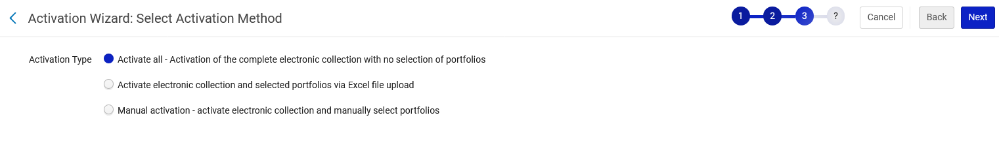 Activation Wizard: Select Activation Method
1 2 3 ?
Cancel
Back
Next
Activation Type
Activate all - Activation of the complete electronic collection with no selection of portfolios
Activate electronic collection and selected portfolios via Excel file upload
Manual activation - activate electronic collection and manually select portfolios